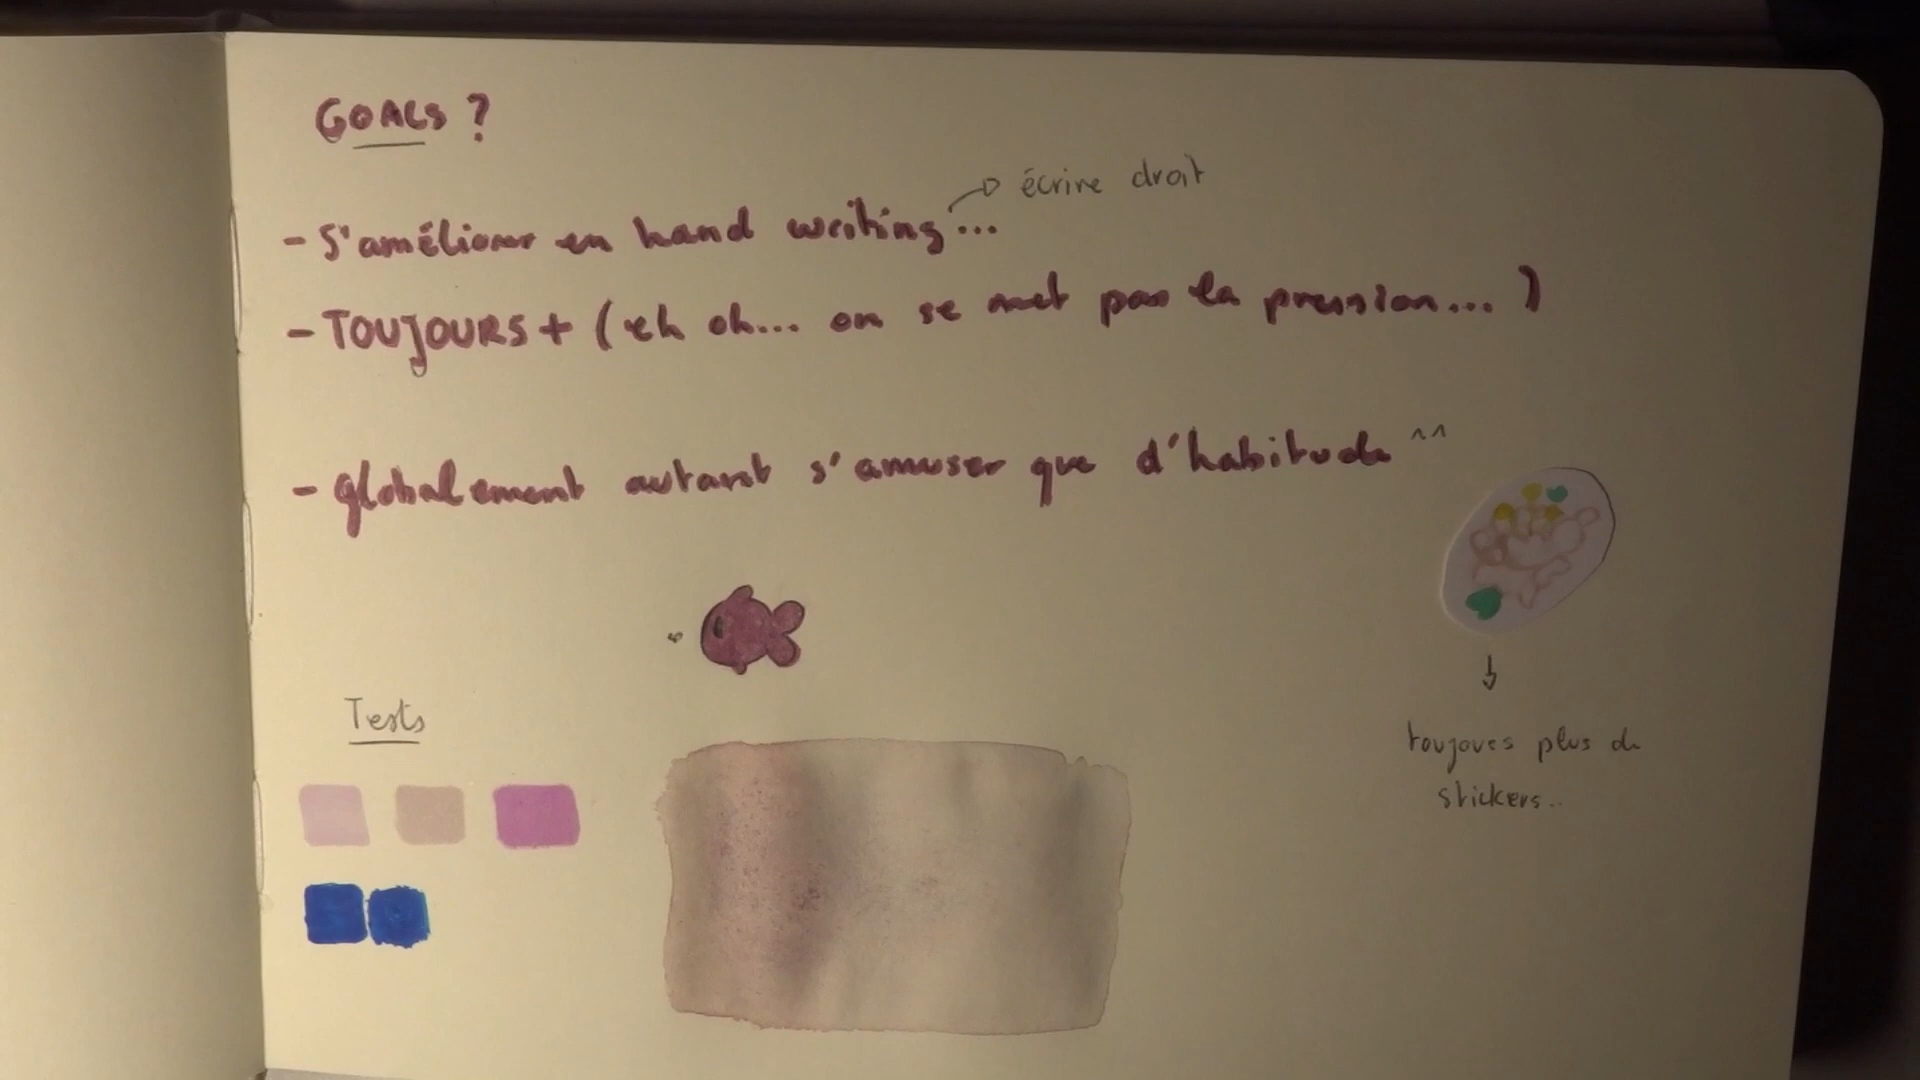 GOALS ?
écrire droit
- S'améliorer en hand writing...
- TOUJOURS + (eh oh... on se met pas la pression... )
- globalement autant s'amuser que d'habitude ^^
Tests
toujours plus de
stickers..